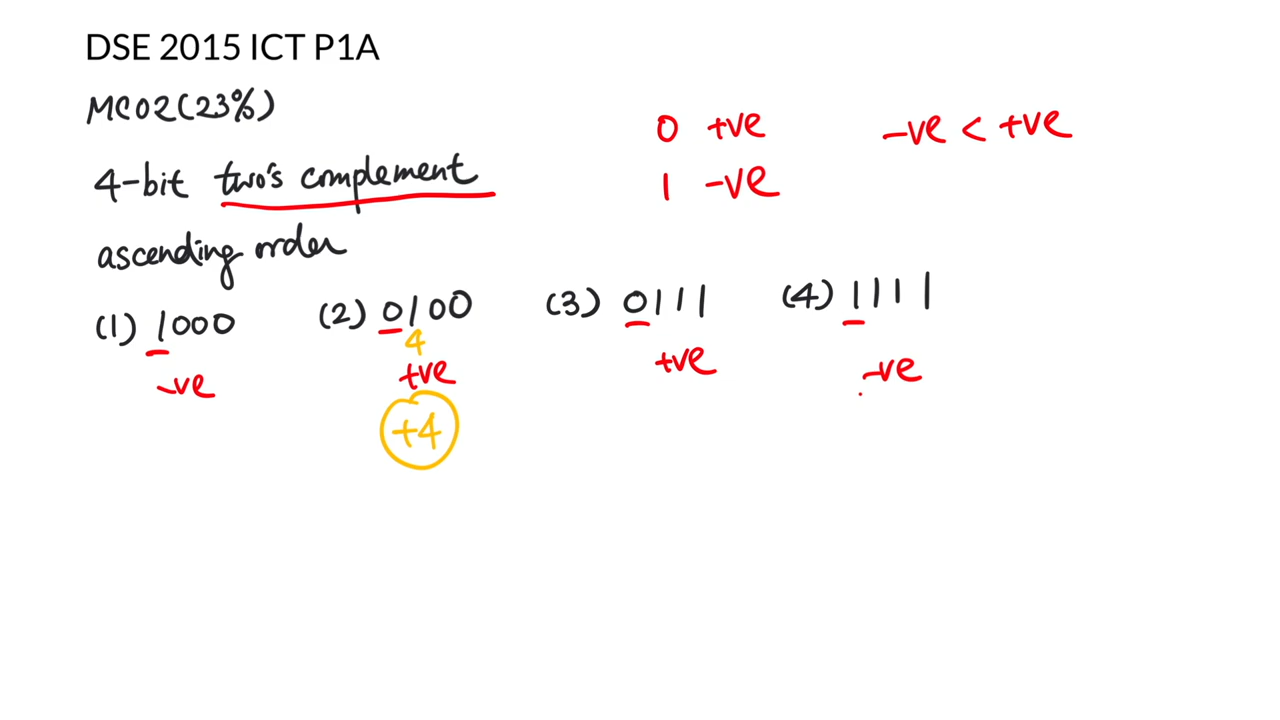 DSE 2015 ICT P1A
MC02(23%)
0 +ve -ve < +ve
4-bit two's complement
1 -ve
ascending order
(1) 1000 (2) 0100 (3) 0111 (4) 1111
4
-ve +ve +ve -ve
+4